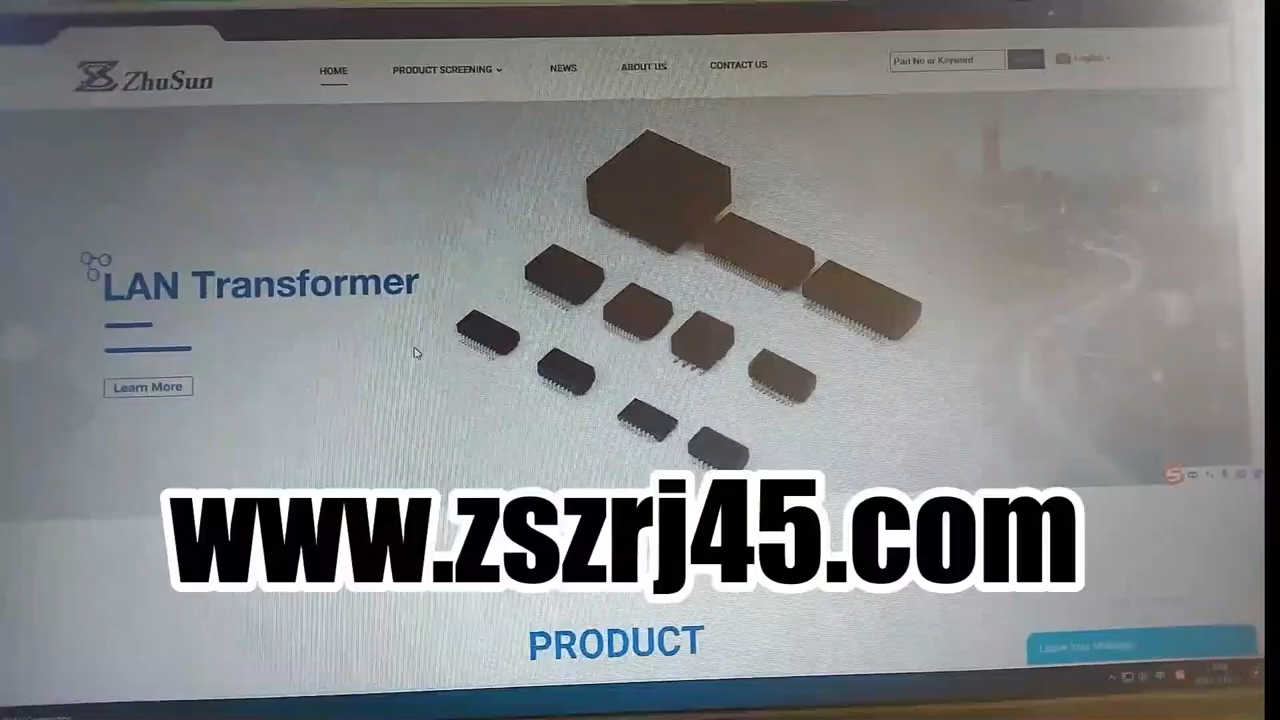 ZhuSun
HOME
PRODUCT SCREENING
NEWS
ABOUT US
CONTACT US
Part No or Keyword
English
LAN Transformer
Learn More
www.zszrj45.com
PRODUCT